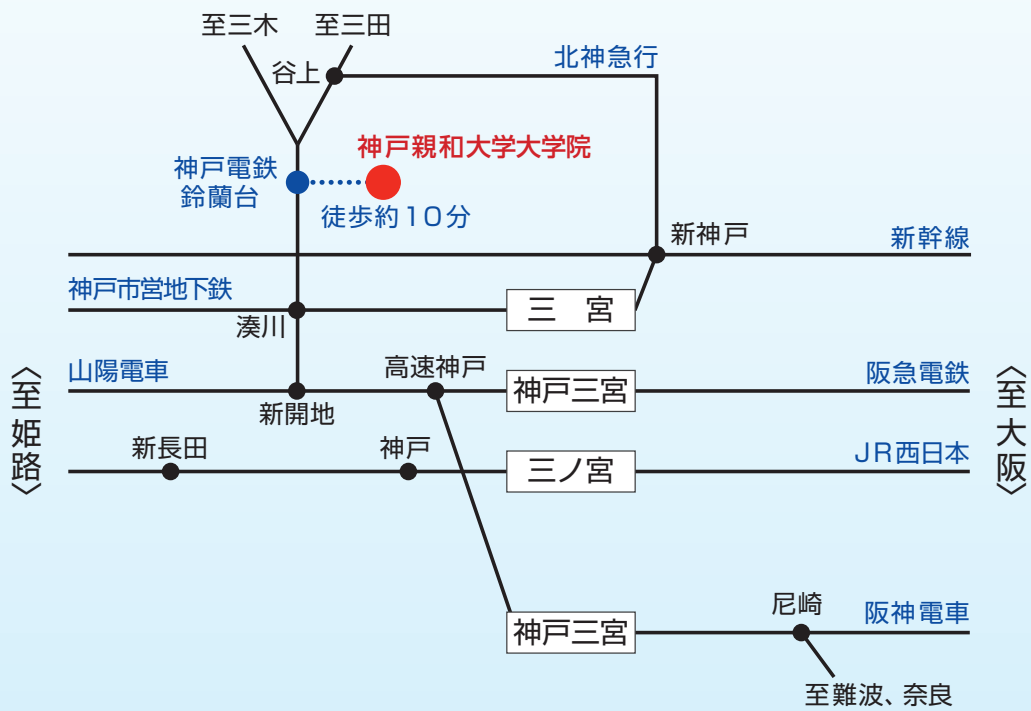 至三木
至三田
谷上
北神急行
神戸親和大学大学院
神戸電鉄
鈴蘭台
徒歩約10分
新神戸
新幹線
神戸市営地下鉄
三 宮
湊川
〈至姫路〉
山陽電車
高速神戸
神戸三宮
阪急電鉄
〈至大阪〉
新開地
新長田
神戸
三ノ宮
JR西日本
神戸三宮
尼崎
阪神電車
至難波、奈良